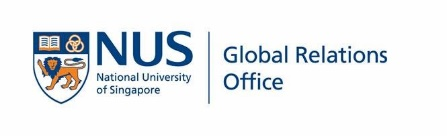 NUS
National University
of Singapore
Global Relations
Office